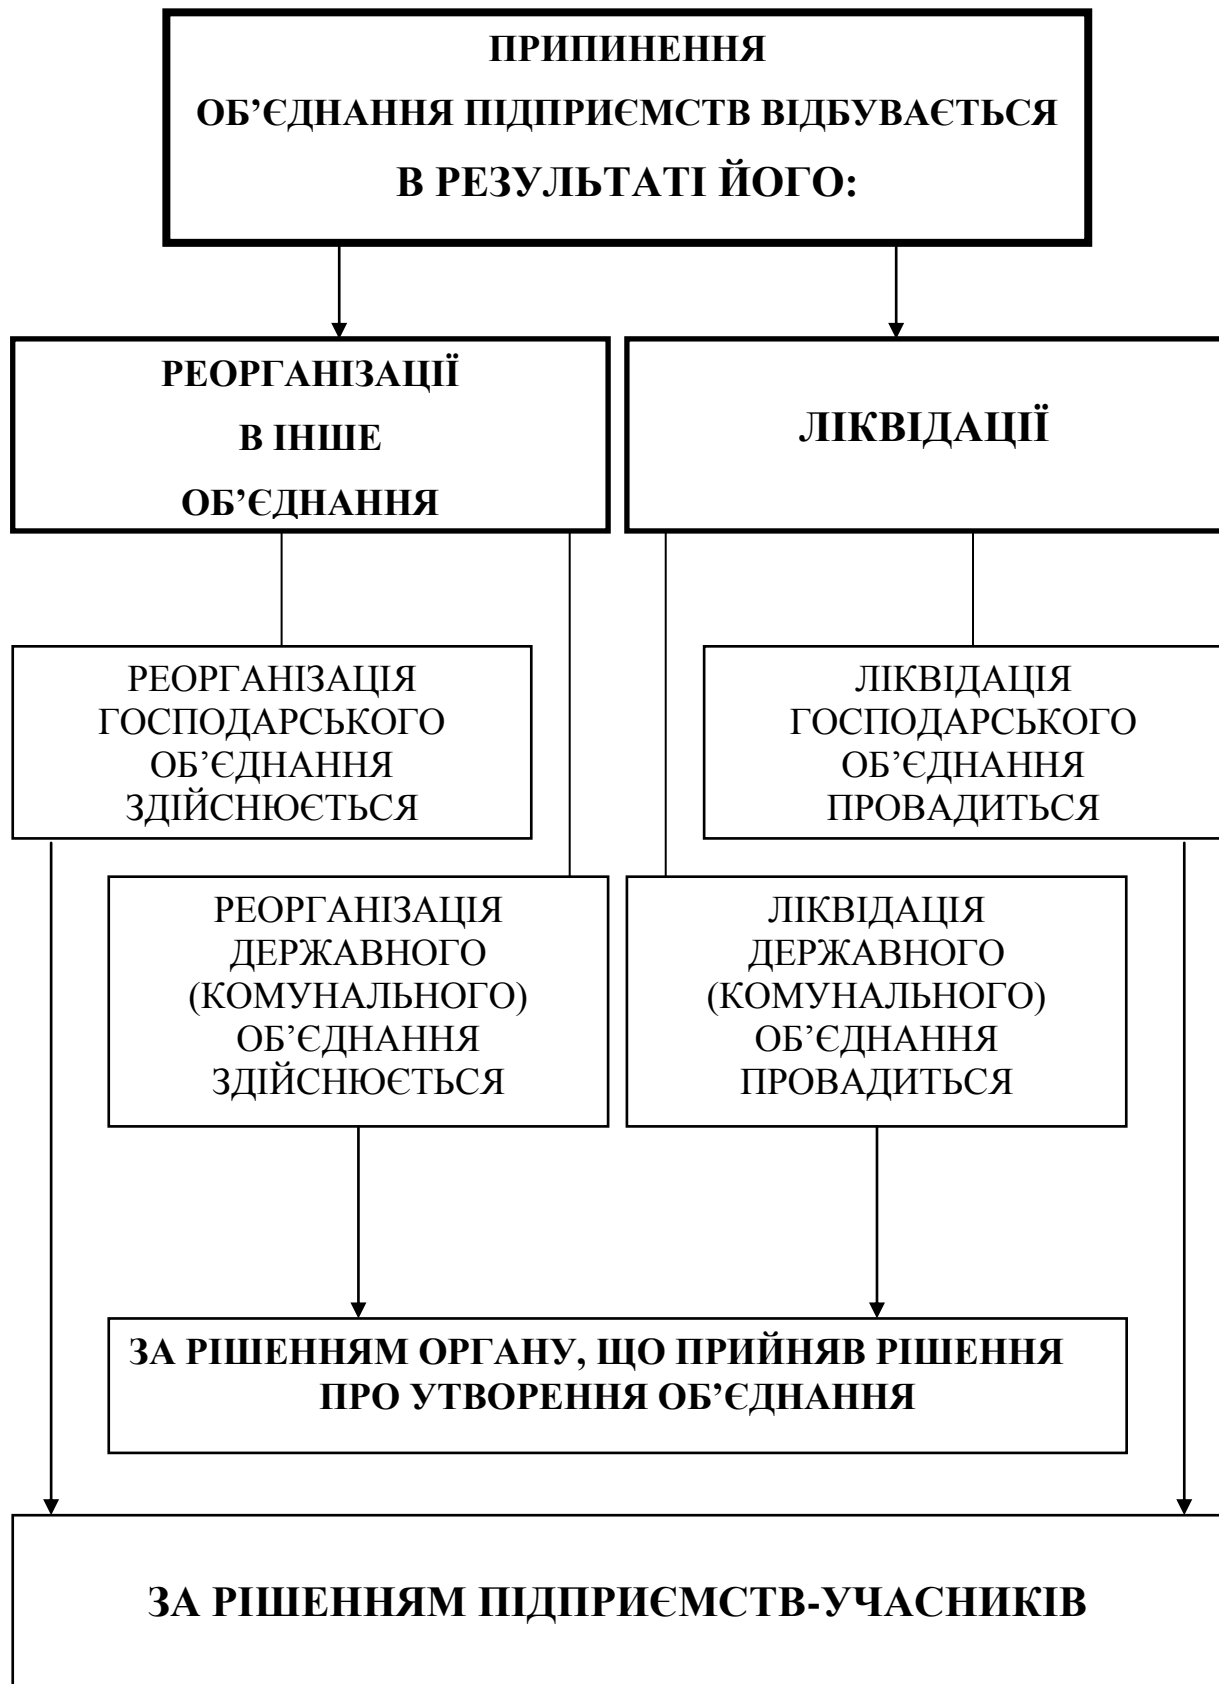 ПРИПИНЕННЯ
ОБ’ЄДНАННЯ ПІДПРИЄМСТВ ВІДБУВАЄТЬСЯ
В РЕЗУЛЬТАТІ ЙОГО:
РЕОРГАНІЗАЦІЇ
В ІНШЕ
ОБ’ЄДНАННЯ
ЛІКВІДАЦІЇ
РЕОРГАНІЗАЦІЯ
ГОСПОДАРСЬКОГО
ОБ’ЄДНАННЯ
ЗДІЙСНЮЄТЬСЯ
ЛІКВІДАЦІЯ
ГОСПОДАРСЬКОГО
ОБ’ЄДНАННЯ
ПРОВАДИТЬСЯ
РЕОРГАНІЗАЦІЯ
ДЕРЖАВНОГО
(КОМУНАЛЬНОГО)
ОБ’ЄДНАННЯ
ЗДІЙСНЮЄТЬСЯ
ЛІКВІДАЦІЯ
ДЕРЖАВНОГО
(КОМУНАЛЬНОГО)
ОБ’ЄДНАННЯ
ПРОВАДИТЬСЯ
ЗА РІШЕННЯМ ОРГАНУ, ЩО ПРИЙНЯВ РІШЕННЯ
ПРО УТВОРЕННЯ ОБ’ЄДНАННЯ
ЗА РІШЕННЯМ ПІДПРИЄМСТВ-УЧАСНИКІВ